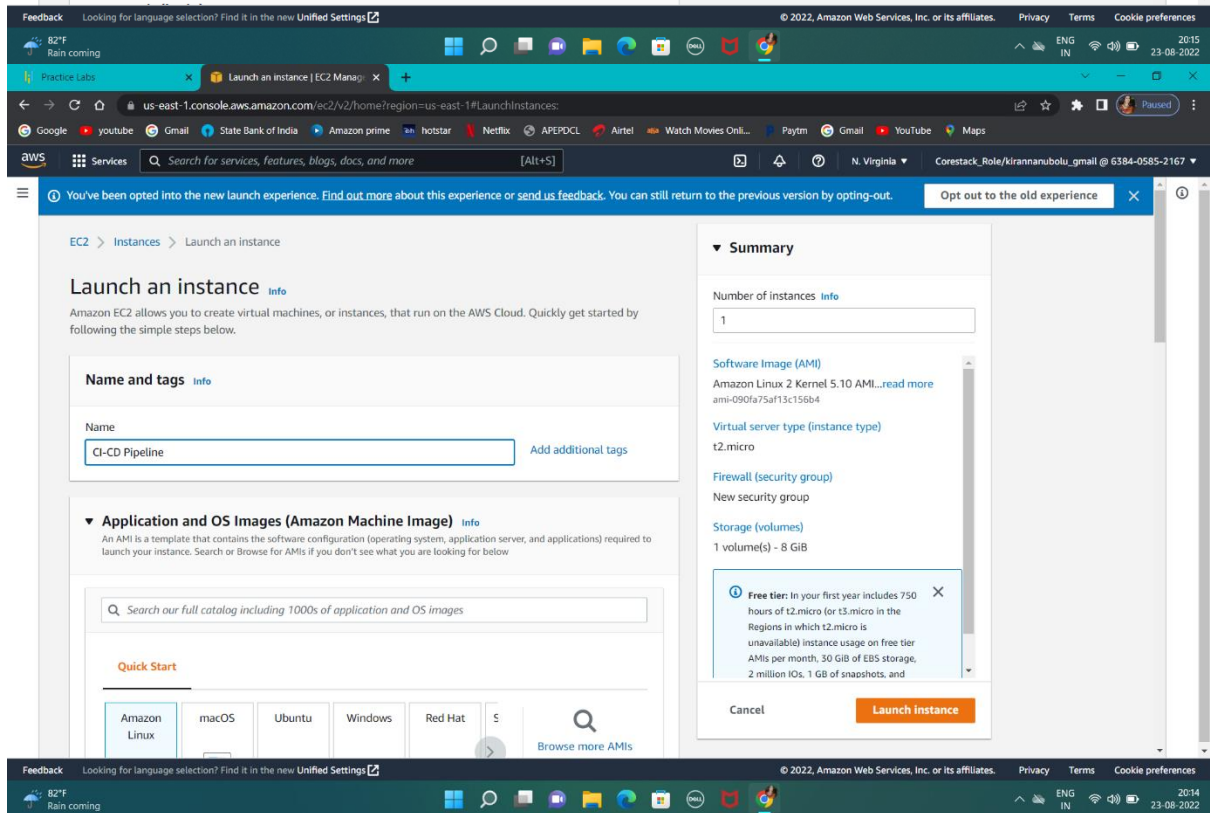 Feedback Looking for language selection? Find it in the new Unified Settings © 2022, Amazon Web Services, Inc. or its affiliates. Privacy Terms Cookie preferences
82°F ENG 20:15
Rain coming IN 23-08-2022
Practice Labs Launch an instance | EC2 Manag
us-east-1.console.aws.amazon.com/ec2/v2/home?region=us-east-1#LaunchInstances: Paused
Google youtube Gmail State Bank of India Amazon prime hotstar Netflix APEPDCL Airtel Watch Movies Onli... Paytm Gmail YouTube Maps
aws Services Search for services, features, blogs, docs, and more [Alt+S] N. Virginia Corestack_Role/kirannanubolu_gmail @ 6384-0585-2167
You've been opted into the new launch experience. Find out more about this experience or send us feedback. You can still return to the previous version by opting-out. Opt out to the old experience
EC2 > Instances > Launch an instance
Launch an instance Info
Amazon EC2 allows you to create virtual machines, or instances, that run on the AWS Cloud. Quickly get started by
following the simple steps below.
Name and tags Info
Name
CI-CD Pipeline Add additional tags
Application and OS Images (Amazon Machine Image) Info
An AMI is a template that contains the software configuration (operating system, application server, and applications) required to
launch your instance. Search or Browse for AMIs if you don't see what you are looking for below
Search our full catalog including 1000s of application and OS images
Quick Start
Amazon
Linux
macOS
Ubuntu
Windows
Red Hat
S
Browse more AMIs
Summary
Number of instances Info
1
Software Image (AMI)
Amazon Linux 2 Kernel 5.10 AMI...read more
ami-090fa75af13c156b4
Virtual server type (instance type)
t2.micro
Firewall (security group)
New security group
Storage (volumes)
1 volume(s) - 8 GiB
Free tier: In your first year includes 750
hours of t2.micro (or t3.micro in the
Regions in which t2.micro is
unavailable) instance usage on free tier
AMIs per month, 30 GiB of EBS storage,
2 million IOs, 1 GB of snapshots, and
Cancel Launch instance
Feedback Looking for language selection? Find it in the new Unified Settings © 2022, Amazon Web Services, Inc. or its affiliates. Privacy Terms Cookie preferences
82°F ENG 20:14
Rain coming IN 23-08-2022